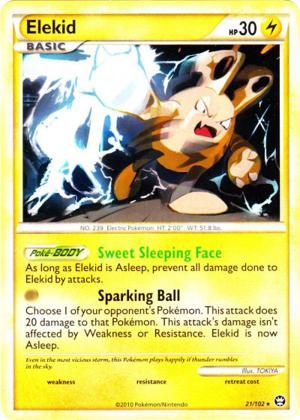 Elekid
HP 30
BASIC
NO. 239 Electric Pokémon HT: 2'00" WT: 51.8 lbs.
Poké-BODY Sweet Sleeping Face
As long as Elekid is Asleep, prevent all damage done to
Elekid by attacks.
Sparking Ball
Choose 1 of your opponent's Pokémon. This attack does
20 damage to that Pokémon. This attack's damage isn't
affected by Weakness or Resistance. Elekid is now
Asleep.
Even in the most vicious storm, this Pokémon plays happily if thunder rumbles
in the sky.
Illus. TOKIYA
weakness resistance retreat cost
©2010 Pokémon/Nintendo
21/102 ★